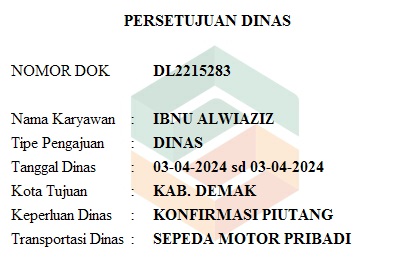 PERSETUJUAN DINAS
NOMOR DOK DL2215283
Nama Karyawan : IBNU ALWIAZIZ
Tipe Pengajuan : DINAS
Tanggal Dinas : 03-04-2024 sd 03-04-2024
Kota Tujuan : KAB. DEMAK
Keperluan Dinas : KONFIRMASI PIUTANG
Transportasi Dinas : SEPEDA MOTOR PRIBADI